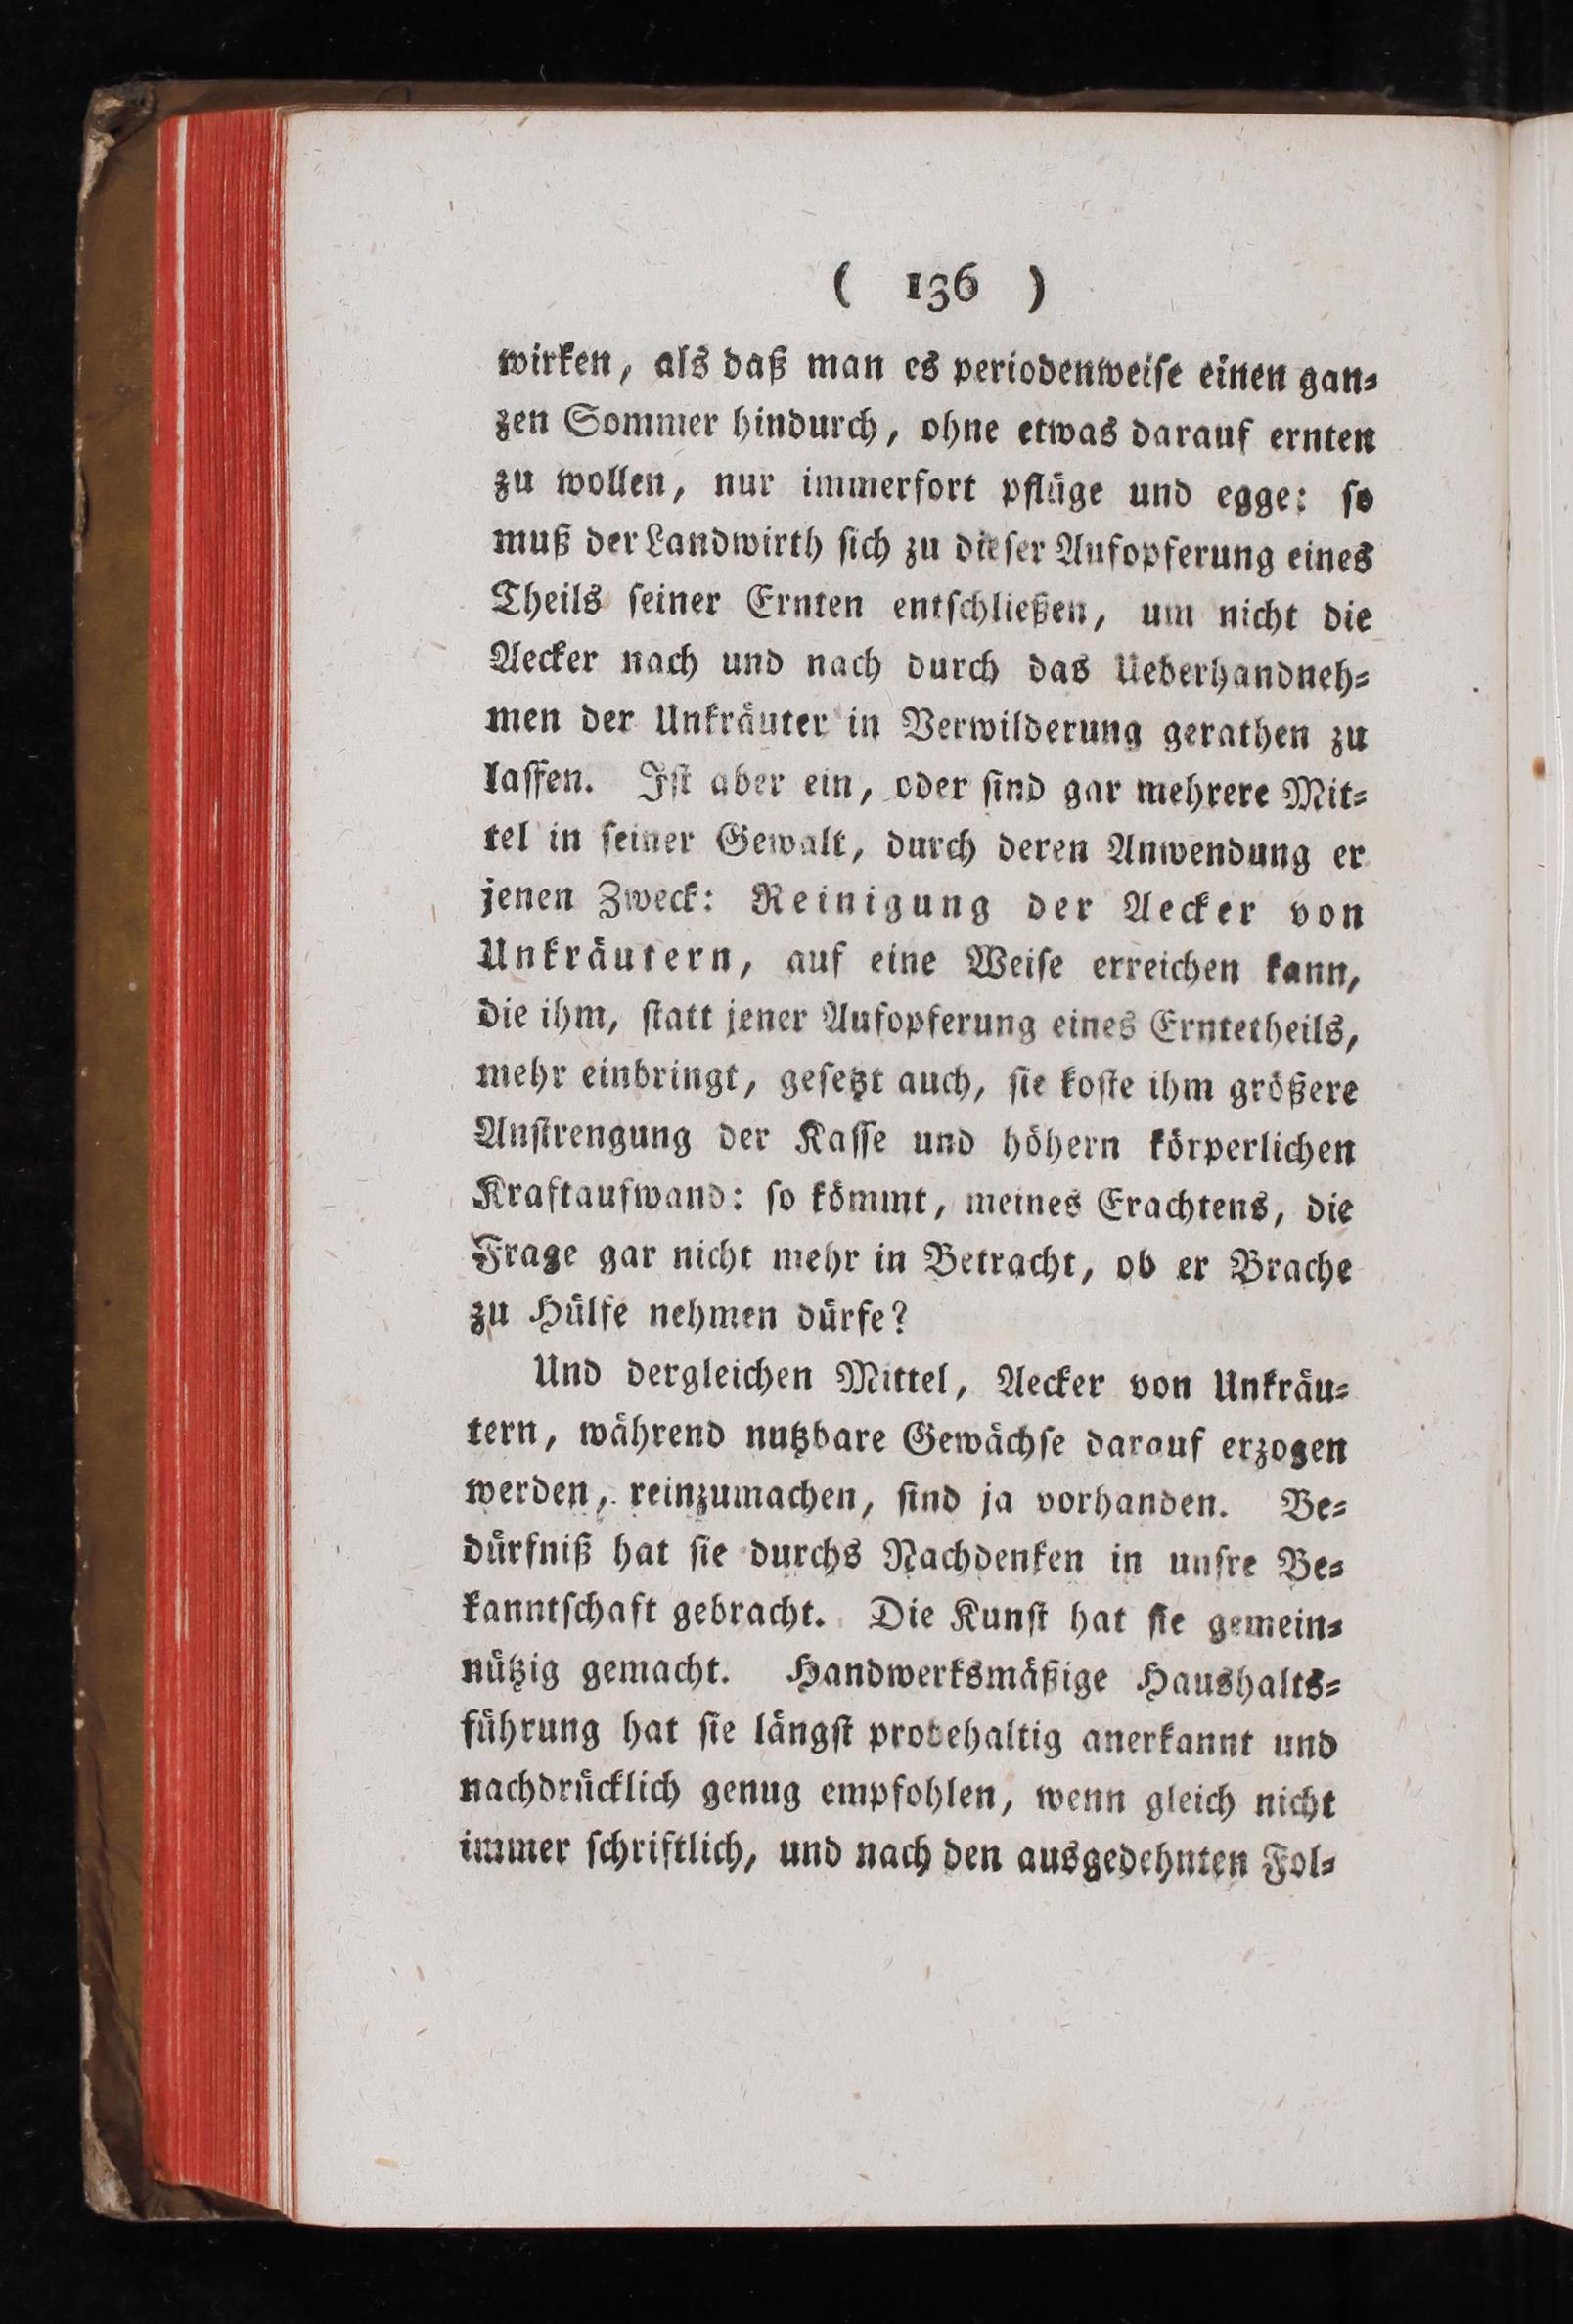 ( 136 )
wirken, als daß man es periodenweise einen gan⸗
zen Sommer hindurch, ohne etwas darauf ernten
zu wollen, nur immerfort pflüge und egge: so
muß der Landwirth sich zu dieser Aufopferung eines
Theils seiner Ernten entschließen, um nicht die
Aecker nach und nach durch das Ueberhandneh⸗
men der Unkräuter in Verwilderung gerathen zu
lassen. Ist aber ein, oder sind gar mehrere Mit⸗
tel in seiner Gewalt, durch deren Anwendung er
jenen Zweck: Reinigung der Aecker von
Unkräutern, auf eine Weise erreichen kann,
die ihm, statt jener Aufopferung eines Erntetheils,
mehr einbringt, gesetzt auch, sie koste ihm größere
Anstrengung der Kasse und höhern körperlichen
Kraftaufwand: so kömmt, meines Erachtens, die
Frage gar nicht mehr in Betracht, ob er Brache
zu Hülfe nehmen dürfe?
Und dergleichen Mittel, Aecker von Unkräu⸗
tern, während nutzbare Gewächse darauf erzogen
werden, reinzumachen, sind ja vorhanden. Be⸗
dürfniß hat sie durchs Nachdenken in unsre Be⸗
kanntschaft gebracht. Die Kunst hat sie gemein⸗
nützig gemacht. Handwerksmäßige Haushalts⸗
führung hat sie längst probehaltig anerkannt und
nachdrücklich genug empfohlen, wenn gleich nicht
immer schriftlich, und nach den ausgedehnten Fol⸗